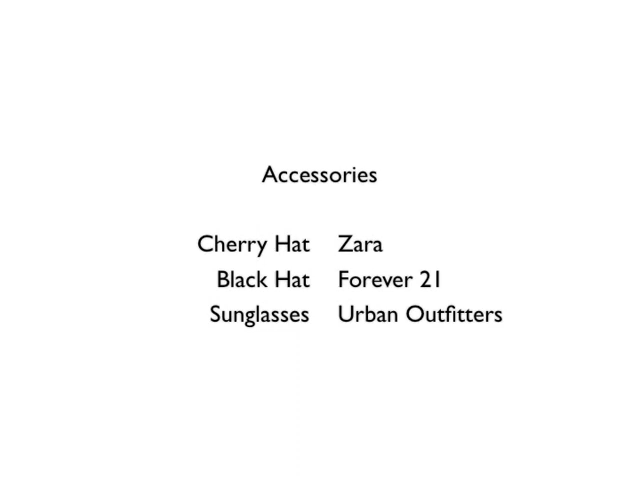 Accessories
Cherry Hat Zara
Black Hat Forever 21
Sunglasses Urban Outfitters